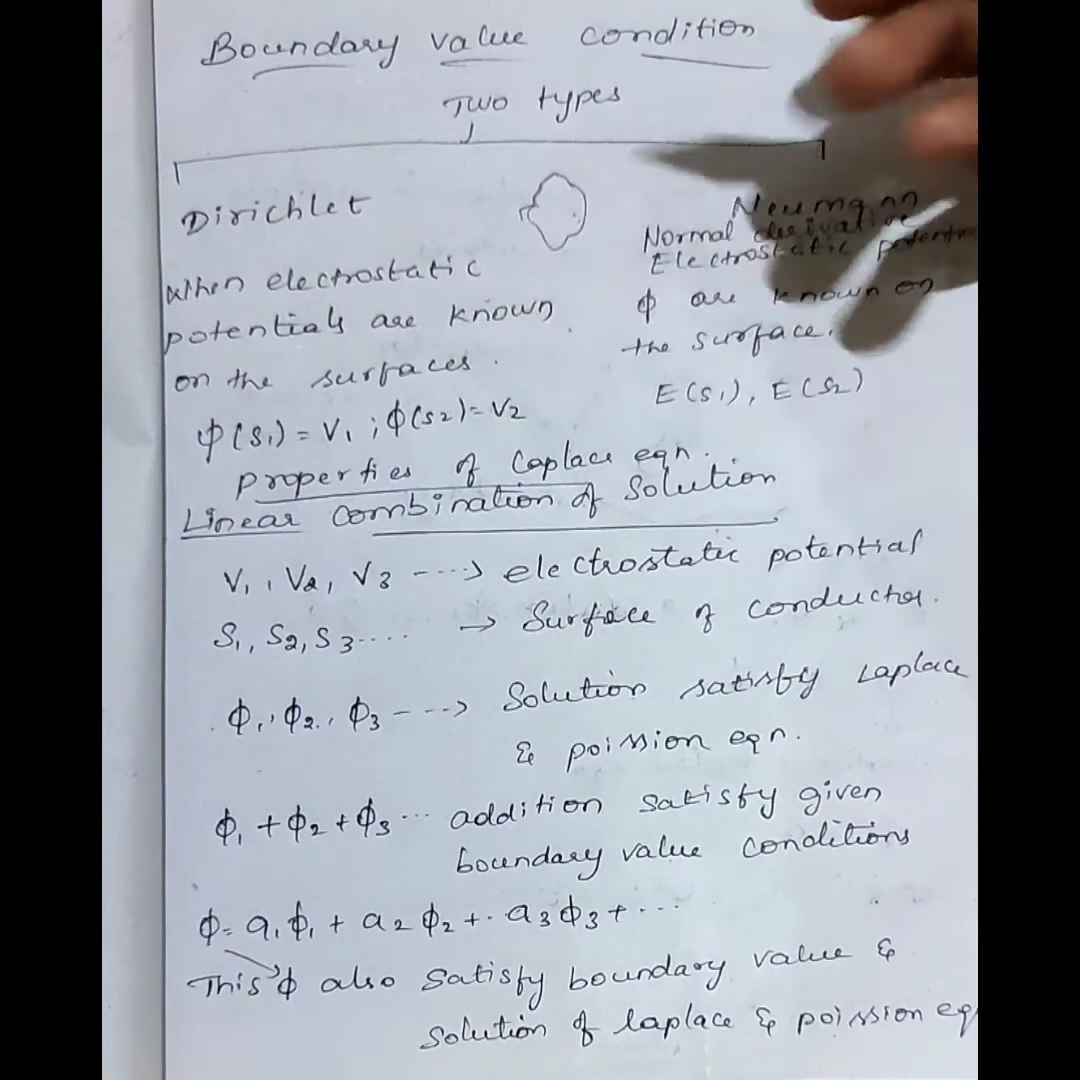 Boundary value condition
Two types
Dirichlet
When electrostatic
potentials are known
on the surfaces.
ψ(S1) = V1 ; ϕ(S2) = V2
Neumann
Normal derivative
Electrostatic
ϕ are known on
the surface.
E(S1), E(S2)
Properties of Laplace eqn.
Linear combination of solution
V1, V2, V3 ----> electrostatic potential
S1, S2, S3.... → Surface of conductor.
ϕ1, ϕ2, ϕ3 ----> Solution satisfy Laplace
& poission eqn.
ϕ1 + ϕ2 + ϕ3 ... addition satisfy given
boundary value conditions
ϕ = a1ϕ1 + a2ϕ2 + a3ϕ3 + ...
This ϕ also satisfy boundary value &
solution of laplace & poission eq